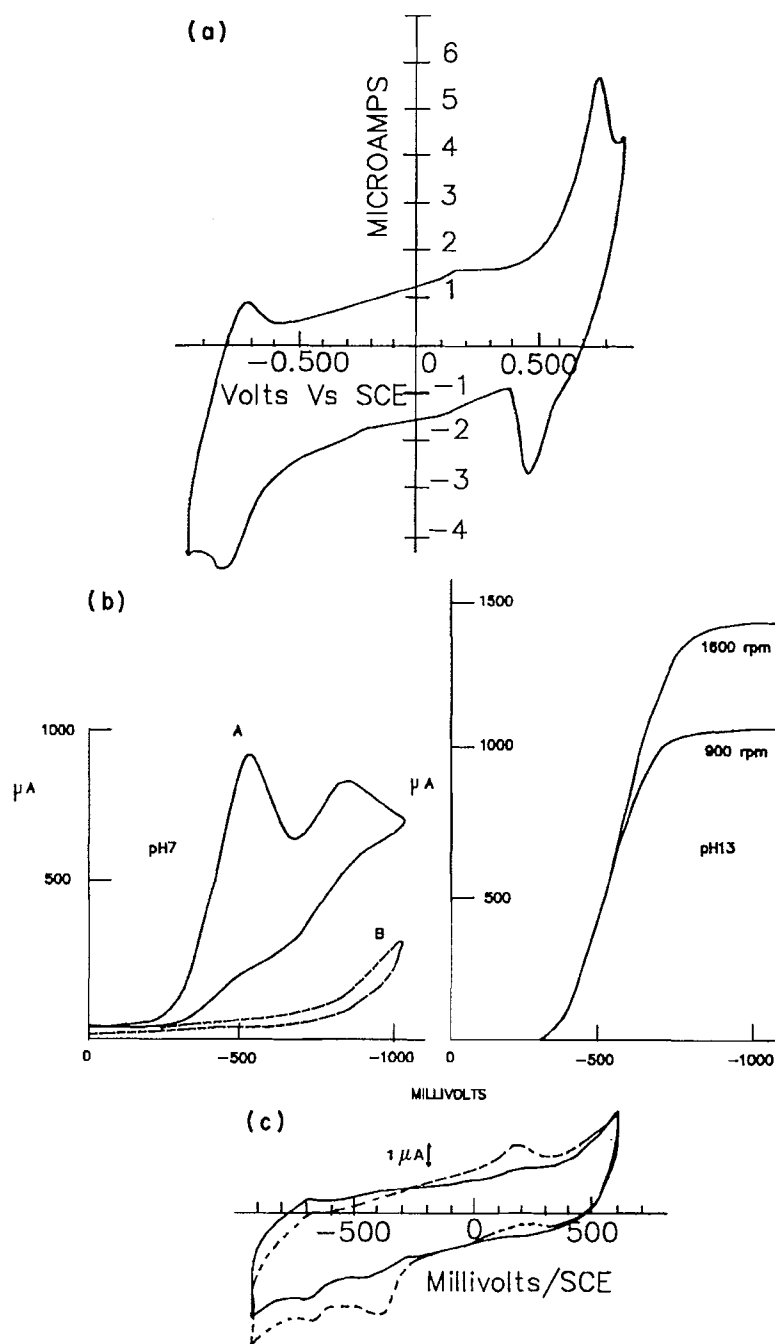 (a)
MICROAMPS
6
5
4
3
2
1
-0.500
0
0.500
Volts Vs SCE
-1
-2
-3
-4
(b)
1000
μA
A
pH7
500
B
0
-500
-1000
1500
1600 rpm
1000
900 rpm
μA
pH13
500
0
-500
-1000
MILLIVOLTS
(c)
1 μA
-500
0
500
Millivolts/SCE